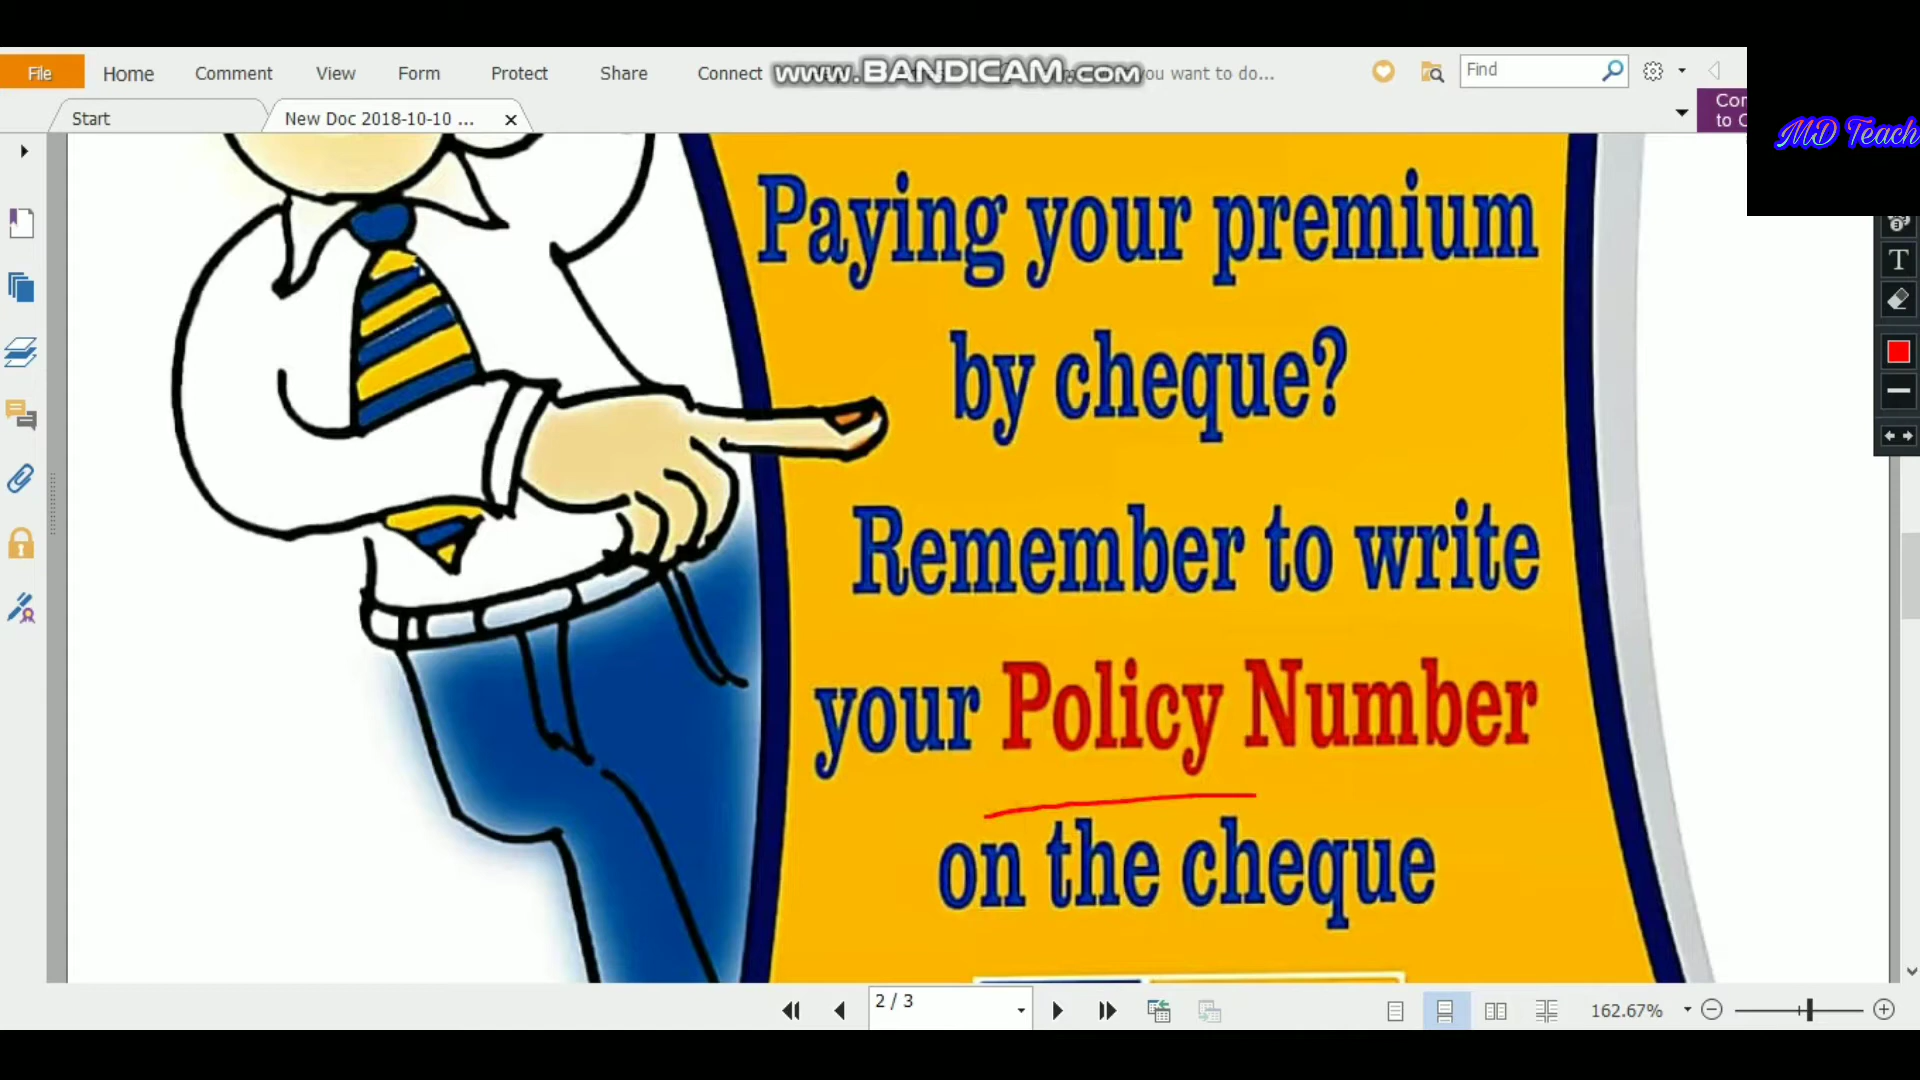 File Home Comment View Form Protect Share Connect www.BANDICAM.com you want to do... Find
Start New Doc 2018-10-10 ...
to C
MD Teach
Paying your premium
by cheque?
Remember to write
your Policy Number
on the cheque
2 / 3
162.67%